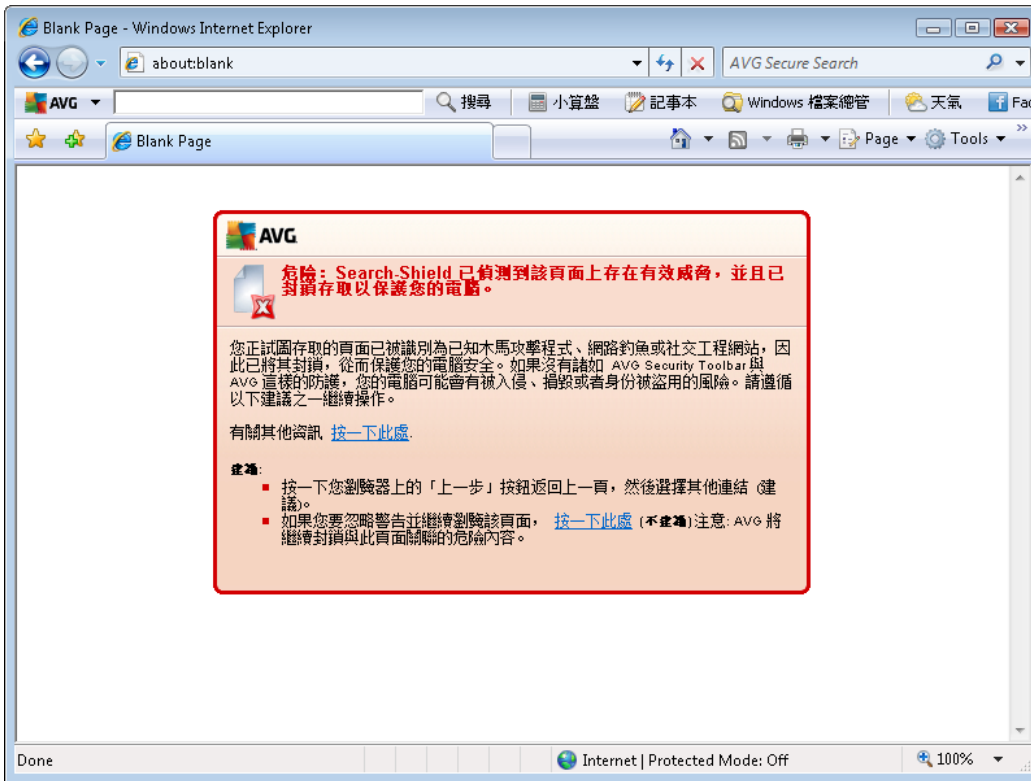 Blank Page - Windows Internet Explorer
about:blank
AVG Secure Search
AVG 搜尋 小算盤 記事本 Windows 檔案總管 天氣 Fac
Blank Page
Page Tools
AVG
危險：Search-Shield 已偵測到該頁面上存在有效威脅，並且已
封鎖存取以保護您的電腦。
您正試圖存取的頁面已被識別為已知木馬攻擊程式、網路釣魚或社交工程網站，因
此已將其封鎖，從而保護您的電腦安全。如果沒有諸如 AVG Security Toolbar 與
AVG 這樣的防護，您的電腦可能會有被入侵、損毀或者身份被盜用的風險。請遵循
以下建議之一繼續操作。
有關其他資訊 按一下此處.
建議:
按一下您瀏覽器上的「上一步」按鈕返回上一頁，然後選擇其他連結 (建
議)。
如果您要忽略警告並繼續瀏覽該頁面， 按一下此處 (不建議)注意: AVG 將
繼續封鎖與此頁面關聯的危險內容。
Done
Internet | Protected Mode: Off
100%